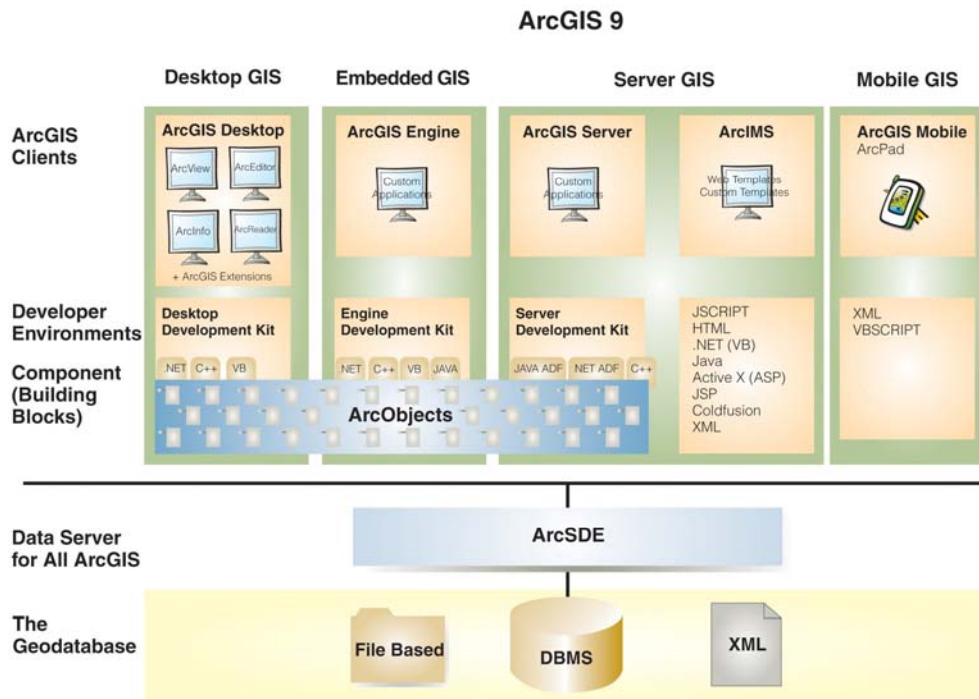 ArcGIS 9
Desktop GIS
Embedded GIS
Server GIS
Mobile GIS
ArcGIS
Clients
ArcGIS Desktop
ArcView
ArcEditor
ArcInfo
ArcReader
+ ArcGIS Extensions
ArcGIS Engine
Custom
Applications
ArcGIS Server
Custom
Applications
ArcIMS
Web Templates
Custom Templates
ArcGIS Mobile
ArcPad
Developer
Environments
Desktop
Development Kit
.NET
C++
VB
Engine
Development Kit
.NET
C++
VB
JAVA
Server
Development Kit
JAVA ADF
.NET ADF
C++
JSCRIPT
HTML
.NET (VB)
Java
Active X (ASP)
JSP
Coldfusion
XML
XML
VBSCRIPT
Component
(Building
Blocks)
ArcObjects
Data Server
for All ArcGIS
ArcSDE
The
Geodatabase
File Based
DBMS
XML